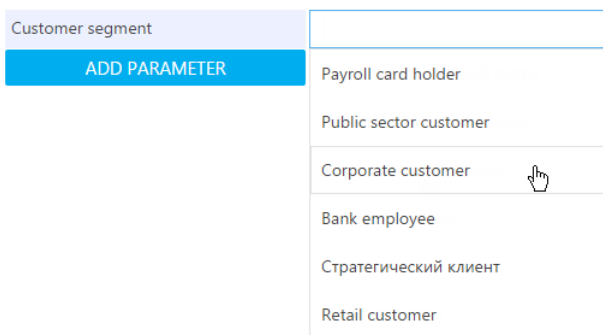 Customer segment
ADD PARAMETER
Payroll card holder
Public sector customer
Corporate customer
Bank employee
Стратегический клиент
Retail customer